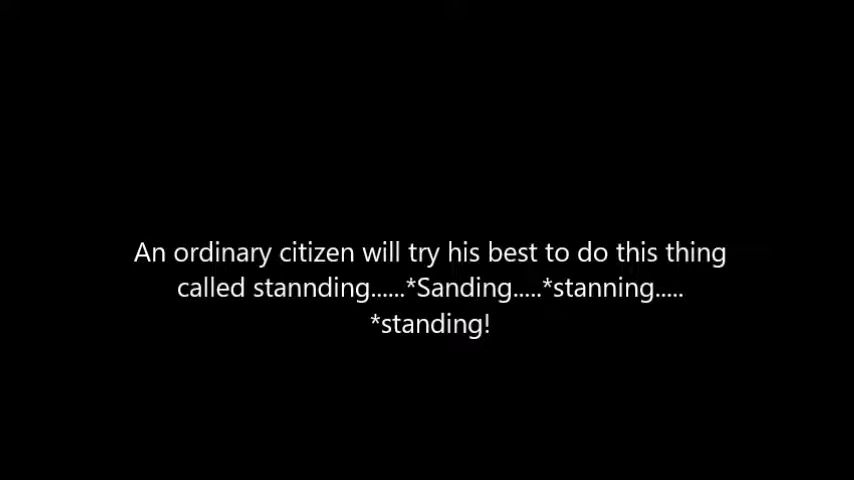 An ordinary citizen will try his best to do this thing
called stannding......*Sanding.....*stanning.....
*standing!